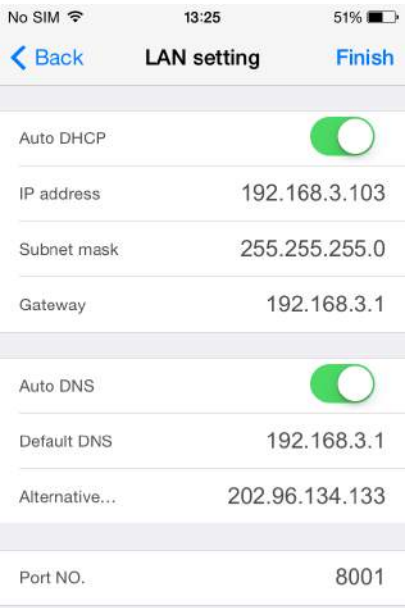 No SIM 13:25 51%
Back LAN setting Finish
Auto DHCP
IP address 192.168.3.103
Subnet mask 255.255.255.0
Gateway 192.168.3.1
Auto DNS
Default DNS 192.168.3.1
Alternative... 202.96.134.133
Port NO. 8001